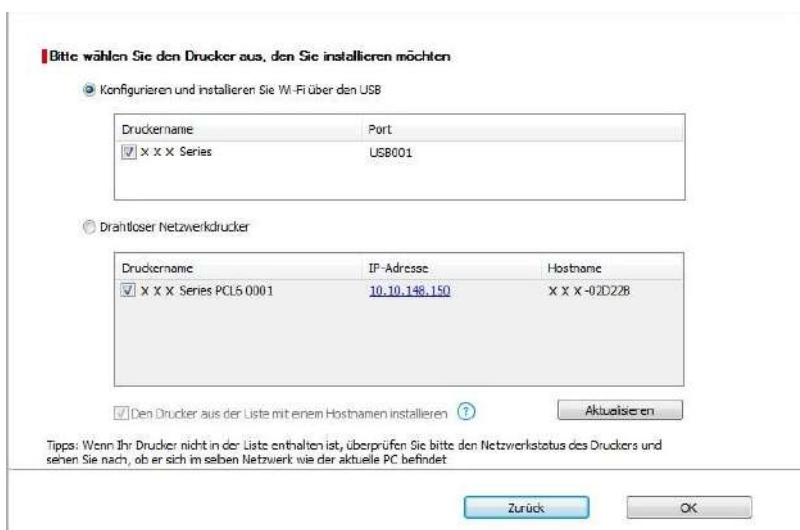 Bitte wählen Sie den Drucker aus, den Sie installieren möchten
Konfigurieren und installieren Sie Wi-Fi über den USB
Druckername Port
X X X Series USB001
Drahtloser Netzwerkdrucker
Druckername IP-Adresse Hostname
X X X Series PCL6 0001 10.10.148.150 X X X -02D22B
Den Drucker aus der Liste mit einem Hostnamen installieren ?
Aktualisieren
Tipps: Wenn Ihr Drucker nicht in der Liste enthalten ist, überprüfen Sie bitte den Netzwerkstatus des Druckers und
sehen Sie nach, ob er sich im selben Netzwerk wie der aktuelle PC befindet
Zurück OK